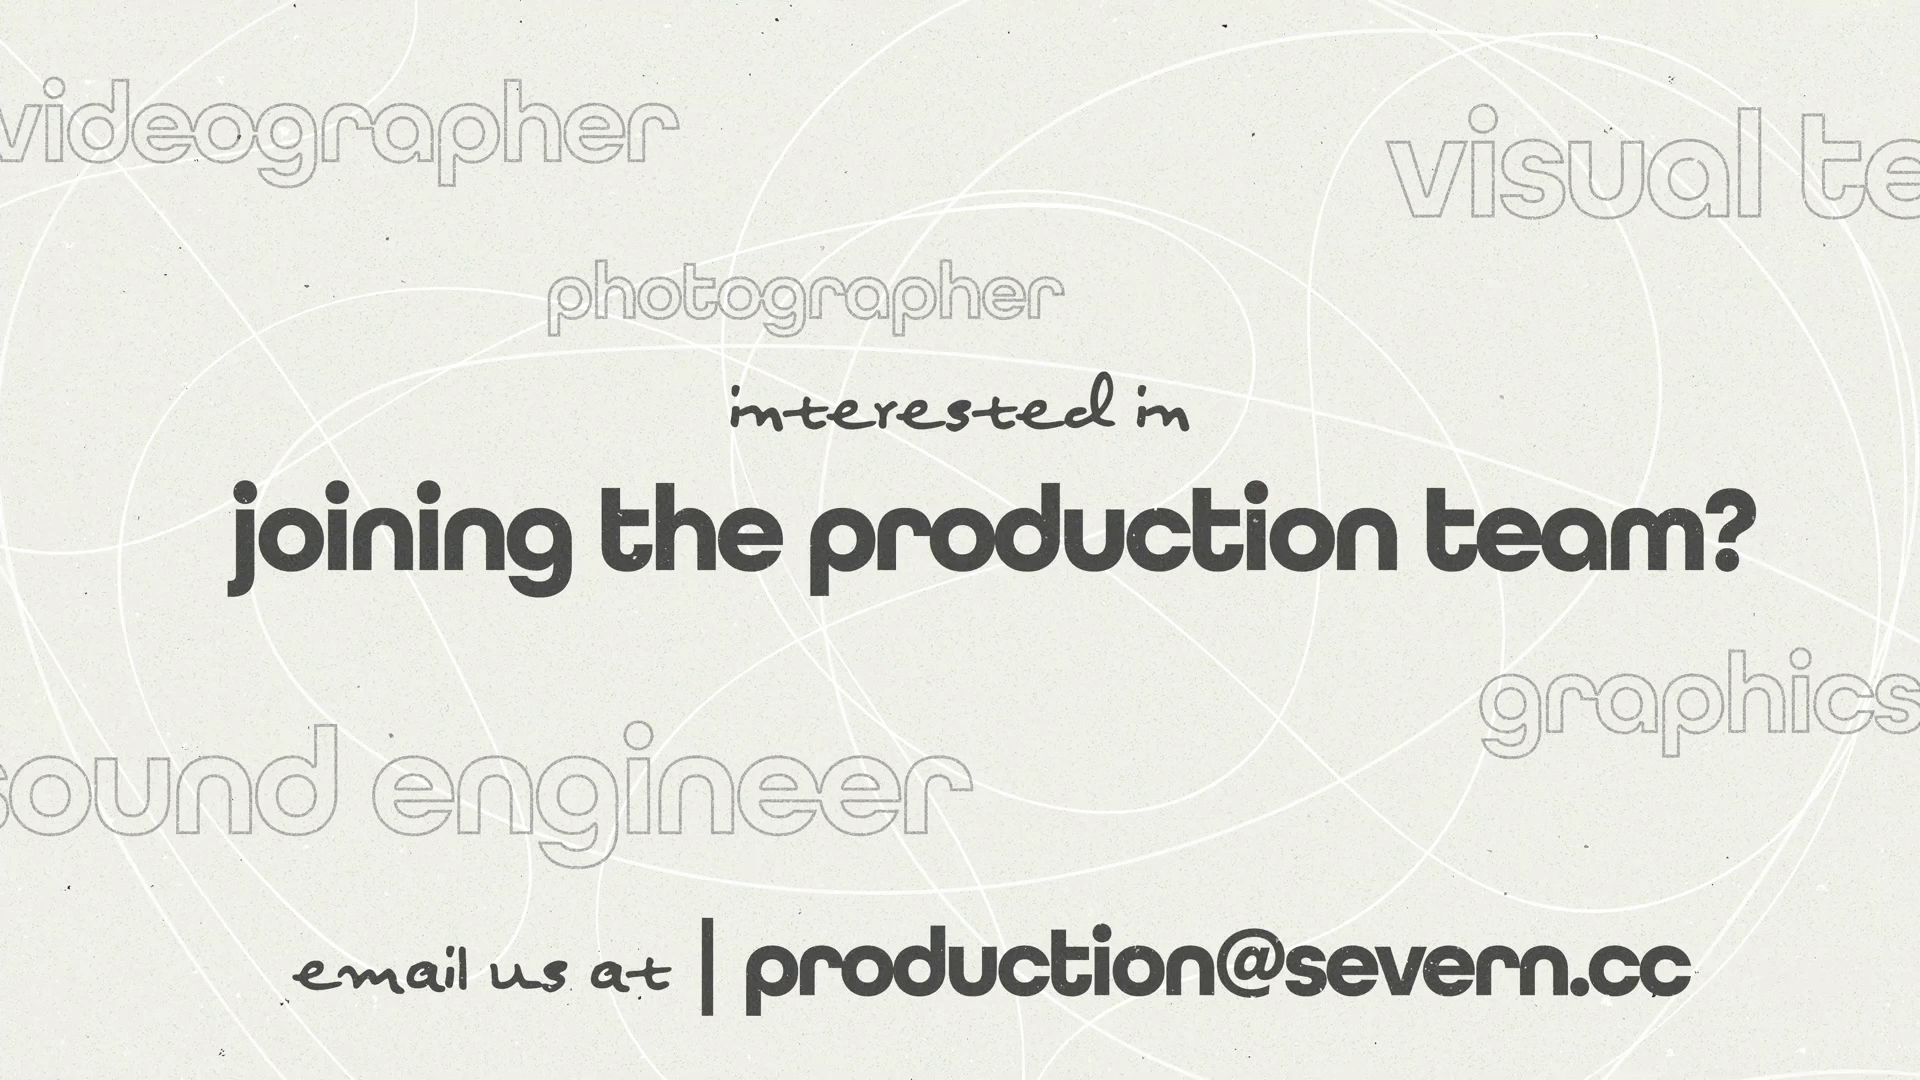 videographer
visual te
photographer
interested in
joining the production team?
graphics
sound engineer
email us at | production@severn.cc